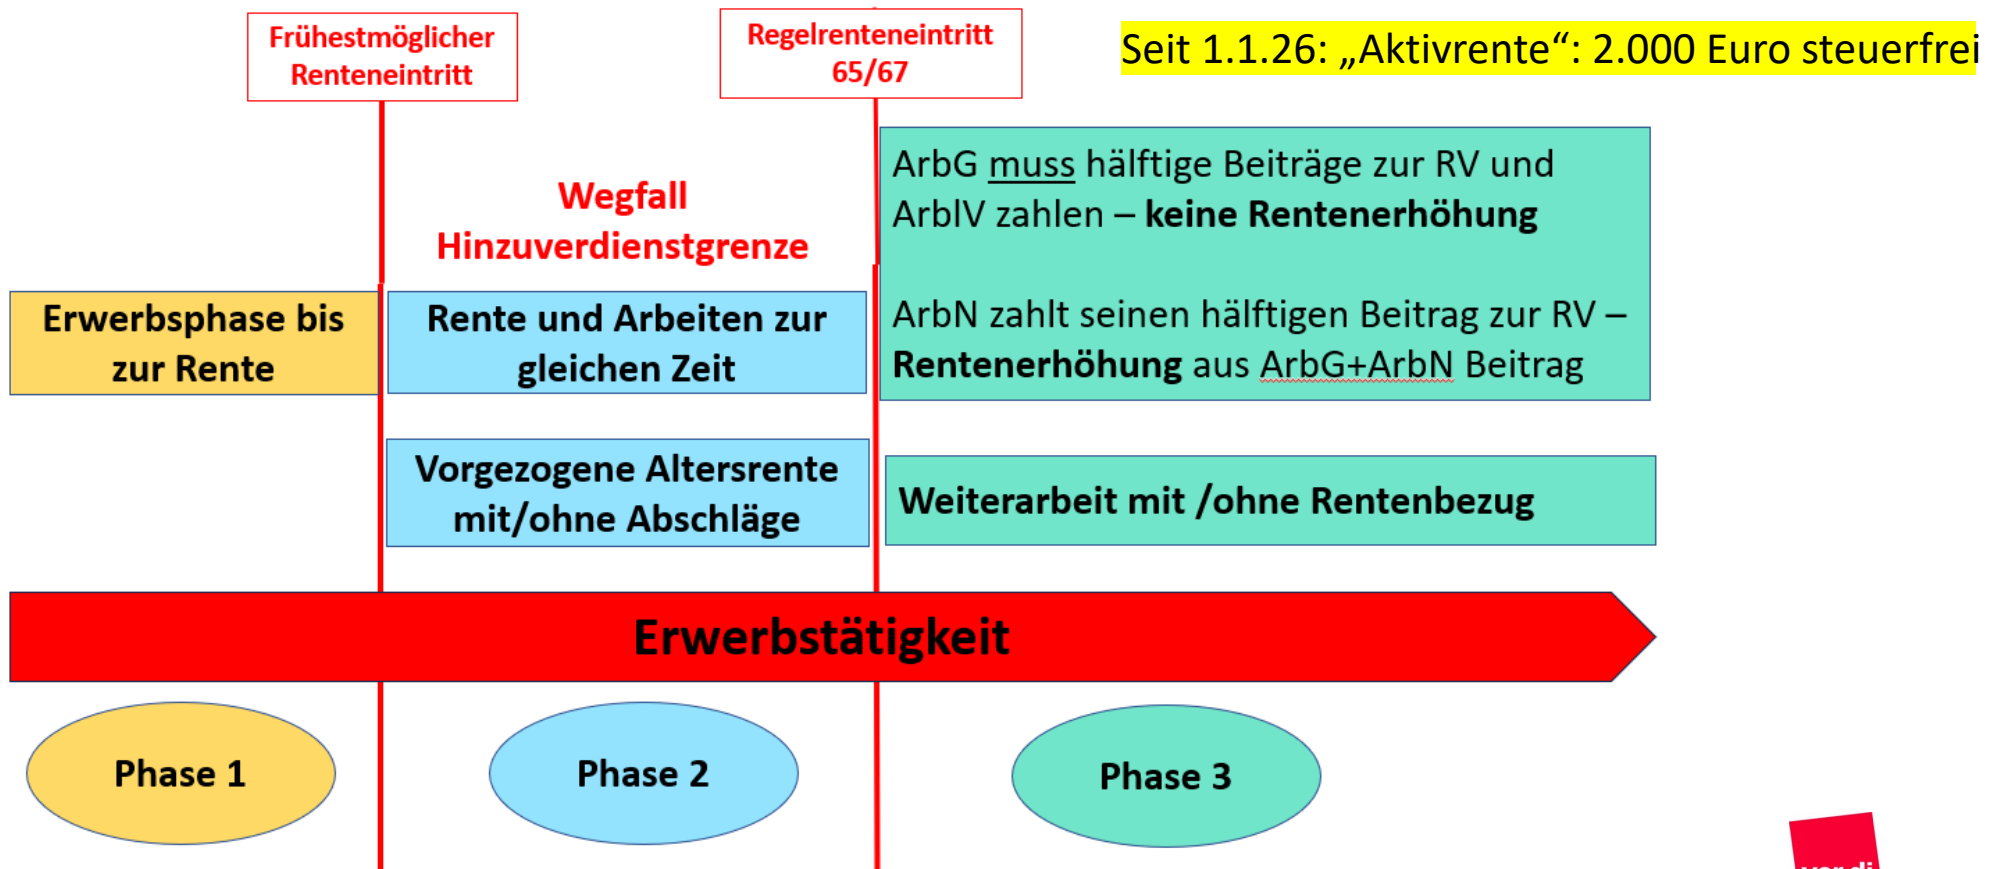 Frühestmöglicher
Renteneintritt
Regelrenteneintritt
65/67
Seit 1.1.26: „Aktivrente“: 2.000 Euro steuerfrei
Wegfall
Hinzuverdienstgrenze
ArbG muss hälftige Beiträge zur RV und
ArblV zahlen – keine Rentenerhöhung
ArbN zahlt seinen hälftigen Beitrag zur RV –
Rentenerhöhung aus ArbG+ArbN Beitrag
Erwerbsphase bis
zur Rente
Rente und Arbeiten zur
gleichen Zeit
Vorgezogene Altersrente
mit/ohne Abschläge
Weiterarbeit mit /ohne Rentenbezug
Erwerbstätigkeit
Phase 1
Phase 2
Phase 3